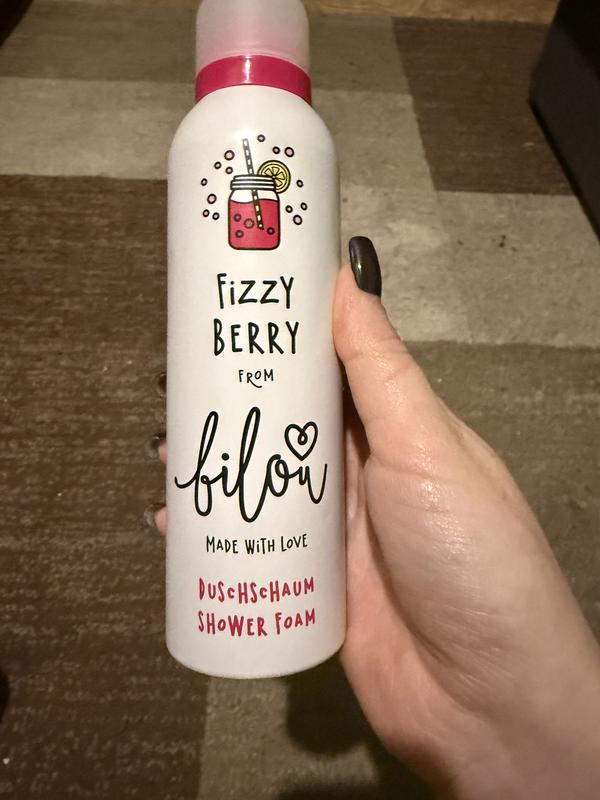 FiZZY
BERRY
FROM
bilou
MADE WiTH LOVE
DUSCHSCHAUM
SHOWER FOAM